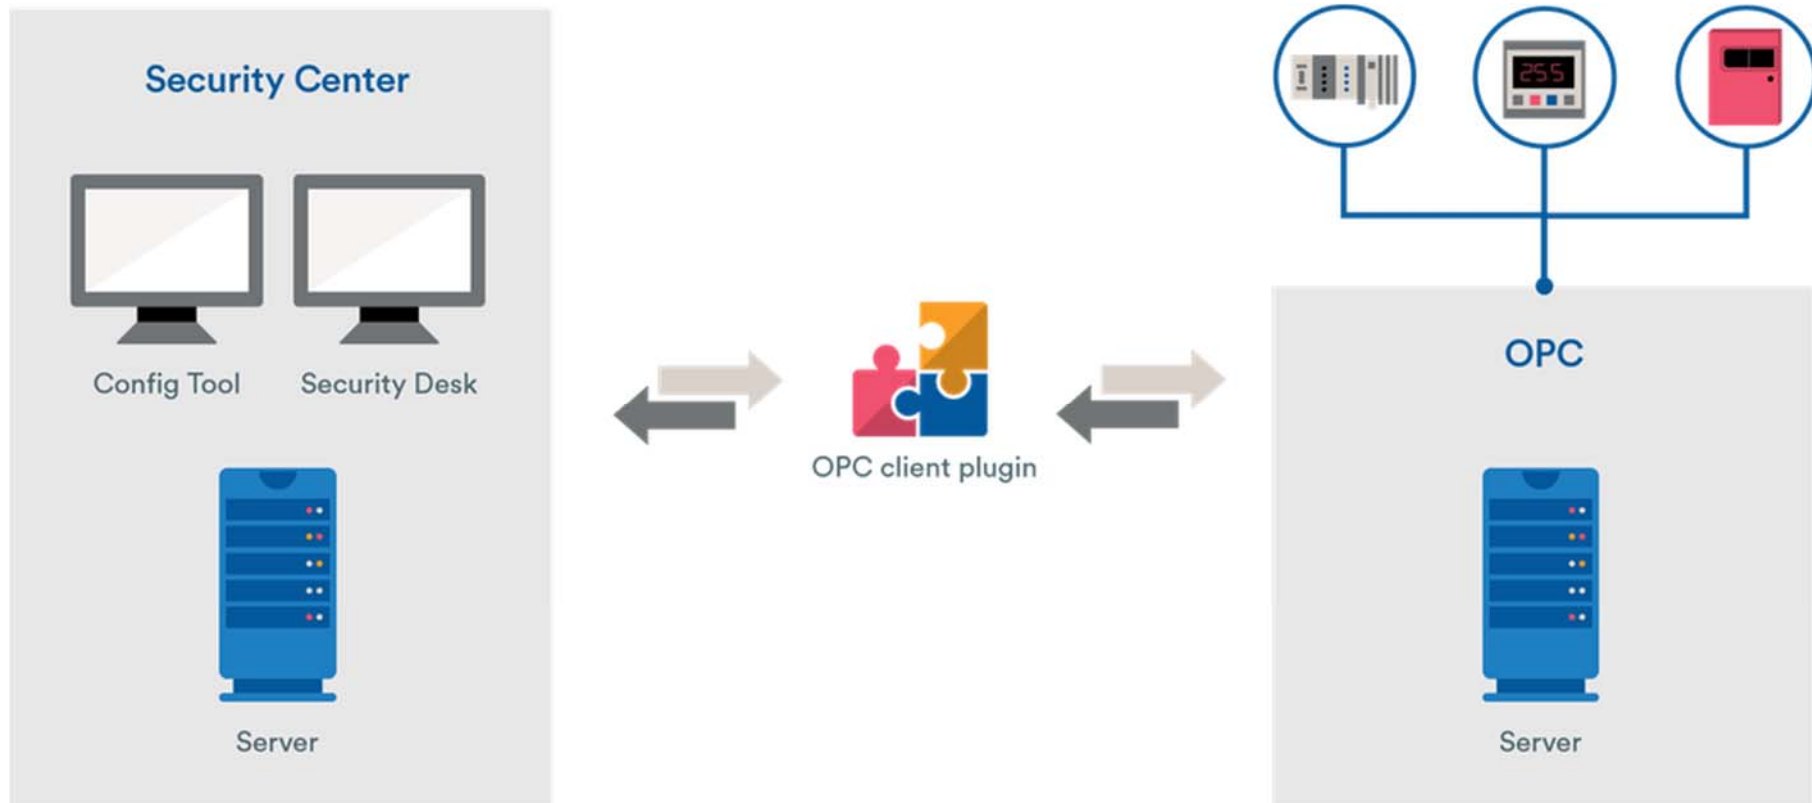 Security Center
Config Tool
Security Desk
Server
OPC client plugin
255
OPC
Server